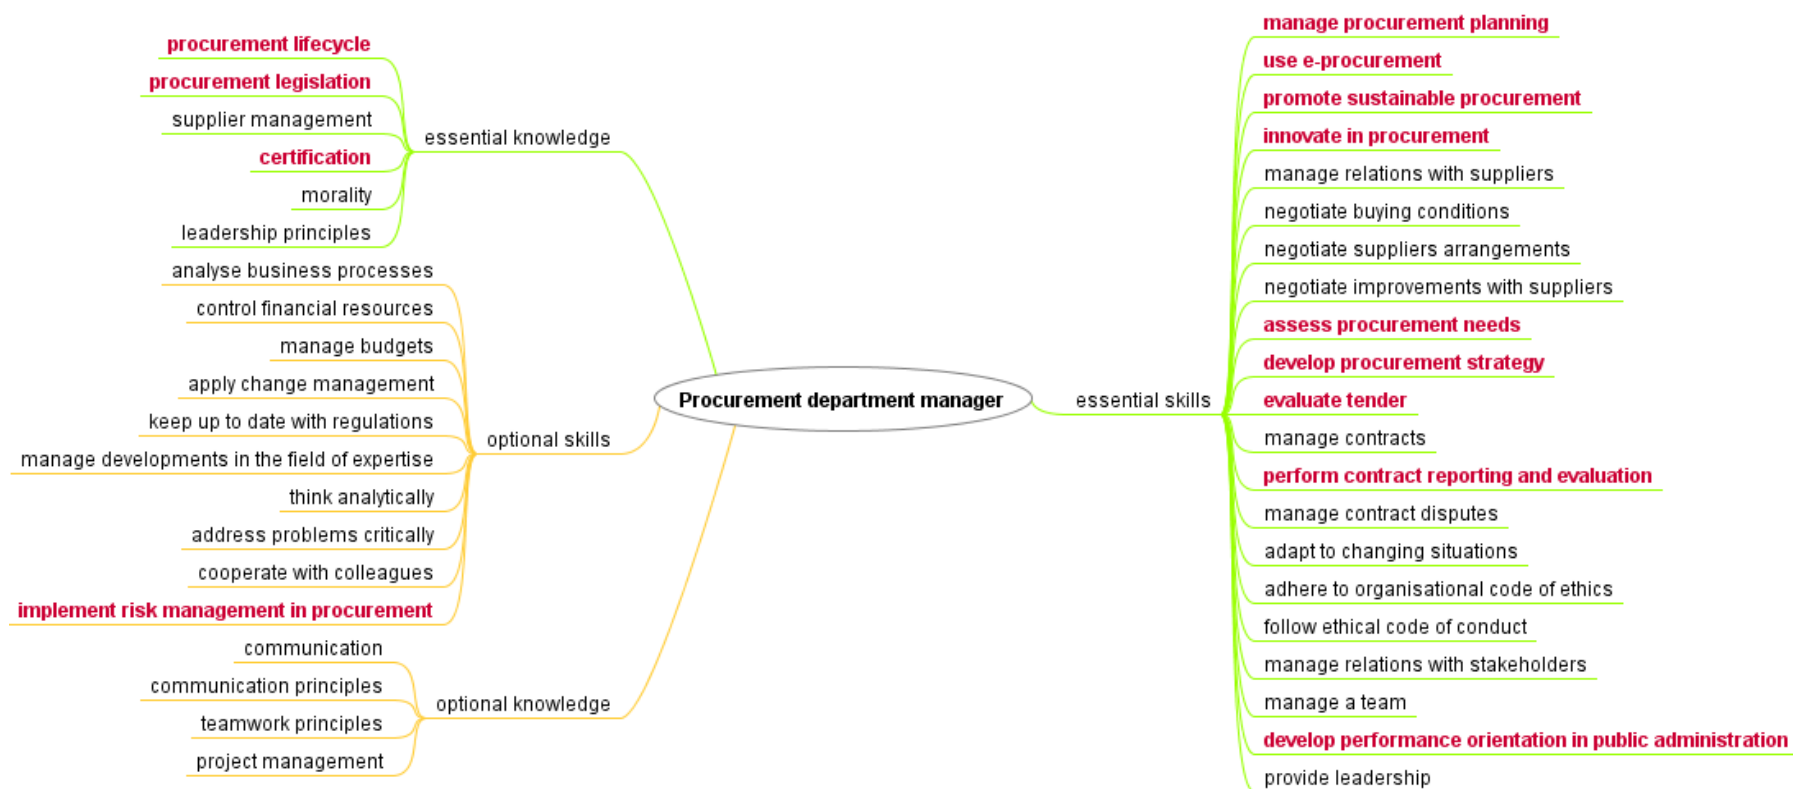 procurement lifecycle
procurement legislation
supplier management
certification
morality
leadership principles
essential knowledge
analyse business processes
control financial resources
manage budgets
apply change management
keep up to date with regulations
manage developments in the field of expertise
think analytically
address problems critically
cooperate with colleagues
implement risk management in procurement
optional skills
communication
communication principles
teamwork principles
project management
optional knowledge
Procurement department manager
essential skills
manage procurement planning
use e-procurement
promote sustainable procurement
innovate in procurement
manage relations with suppliers
negotiate buying conditions
negotiate suppliers arrangements
negotiate improvements with suppliers
assess procurement needs
develop procurement strategy
evaluate tender
manage contracts
perform contract reporting and evaluation
manage contract disputes
adapt to changing situations
adhere to organisational code of ethics
follow ethical code of conduct
manage relations with stakeholders
manage a team
develop performance orientation in public administration
provide leadership